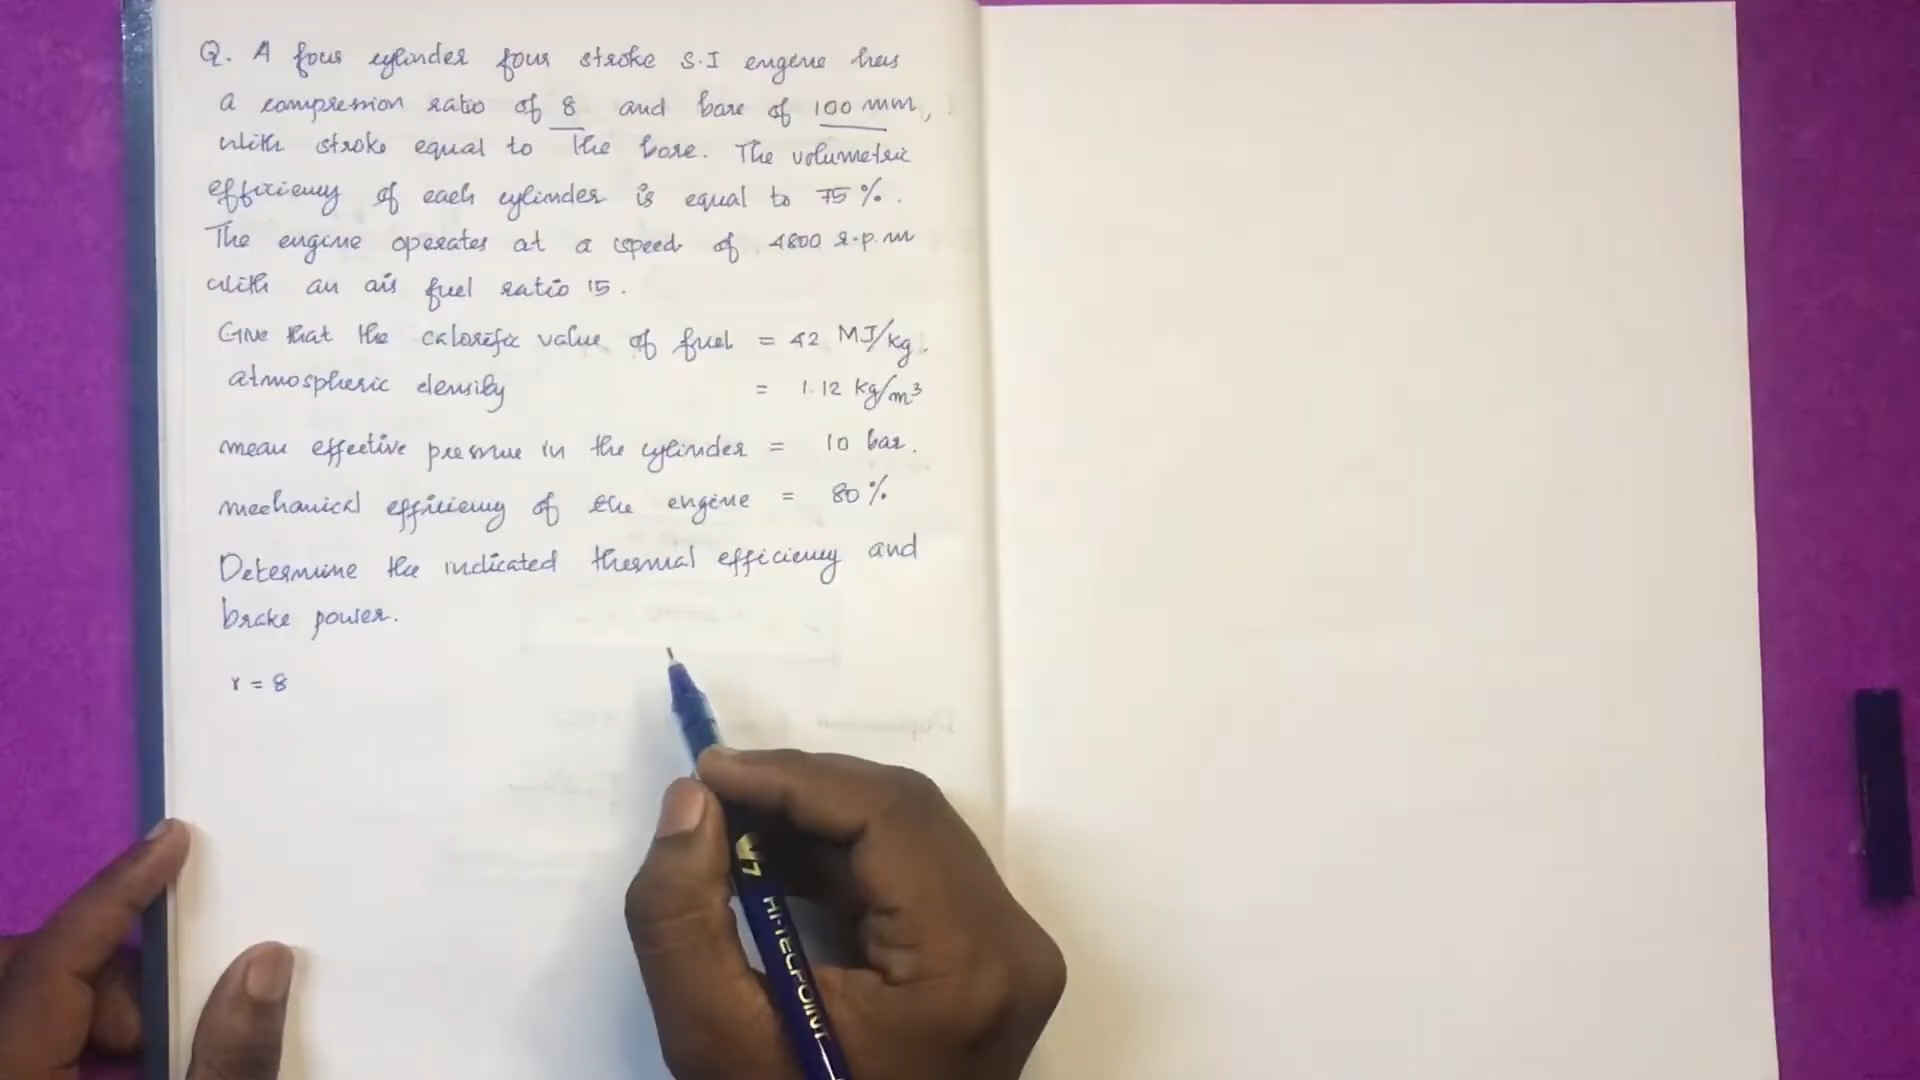 Q. A four cylinder four stroke S.I engine has
a compression ratio of 8 and bore of 100 mm,
with stroke equal to the bore. The volumetric
efficiency of each cylinder is equal to 75%.
The engine operates at a speed of 4800 r.p.m
with an air fuel ratio 15.
Give that the calorific value of fuel = 42 MJ/kg.
atmospheric density = 1.12 kg/m³
mean effective pressure in the cylinder = 10 bar.
mechanical efficiency of the engine = 80%
Determine the indicated thermal efficiency and
brake power.
r = 8
V7 HI-TECPOINT